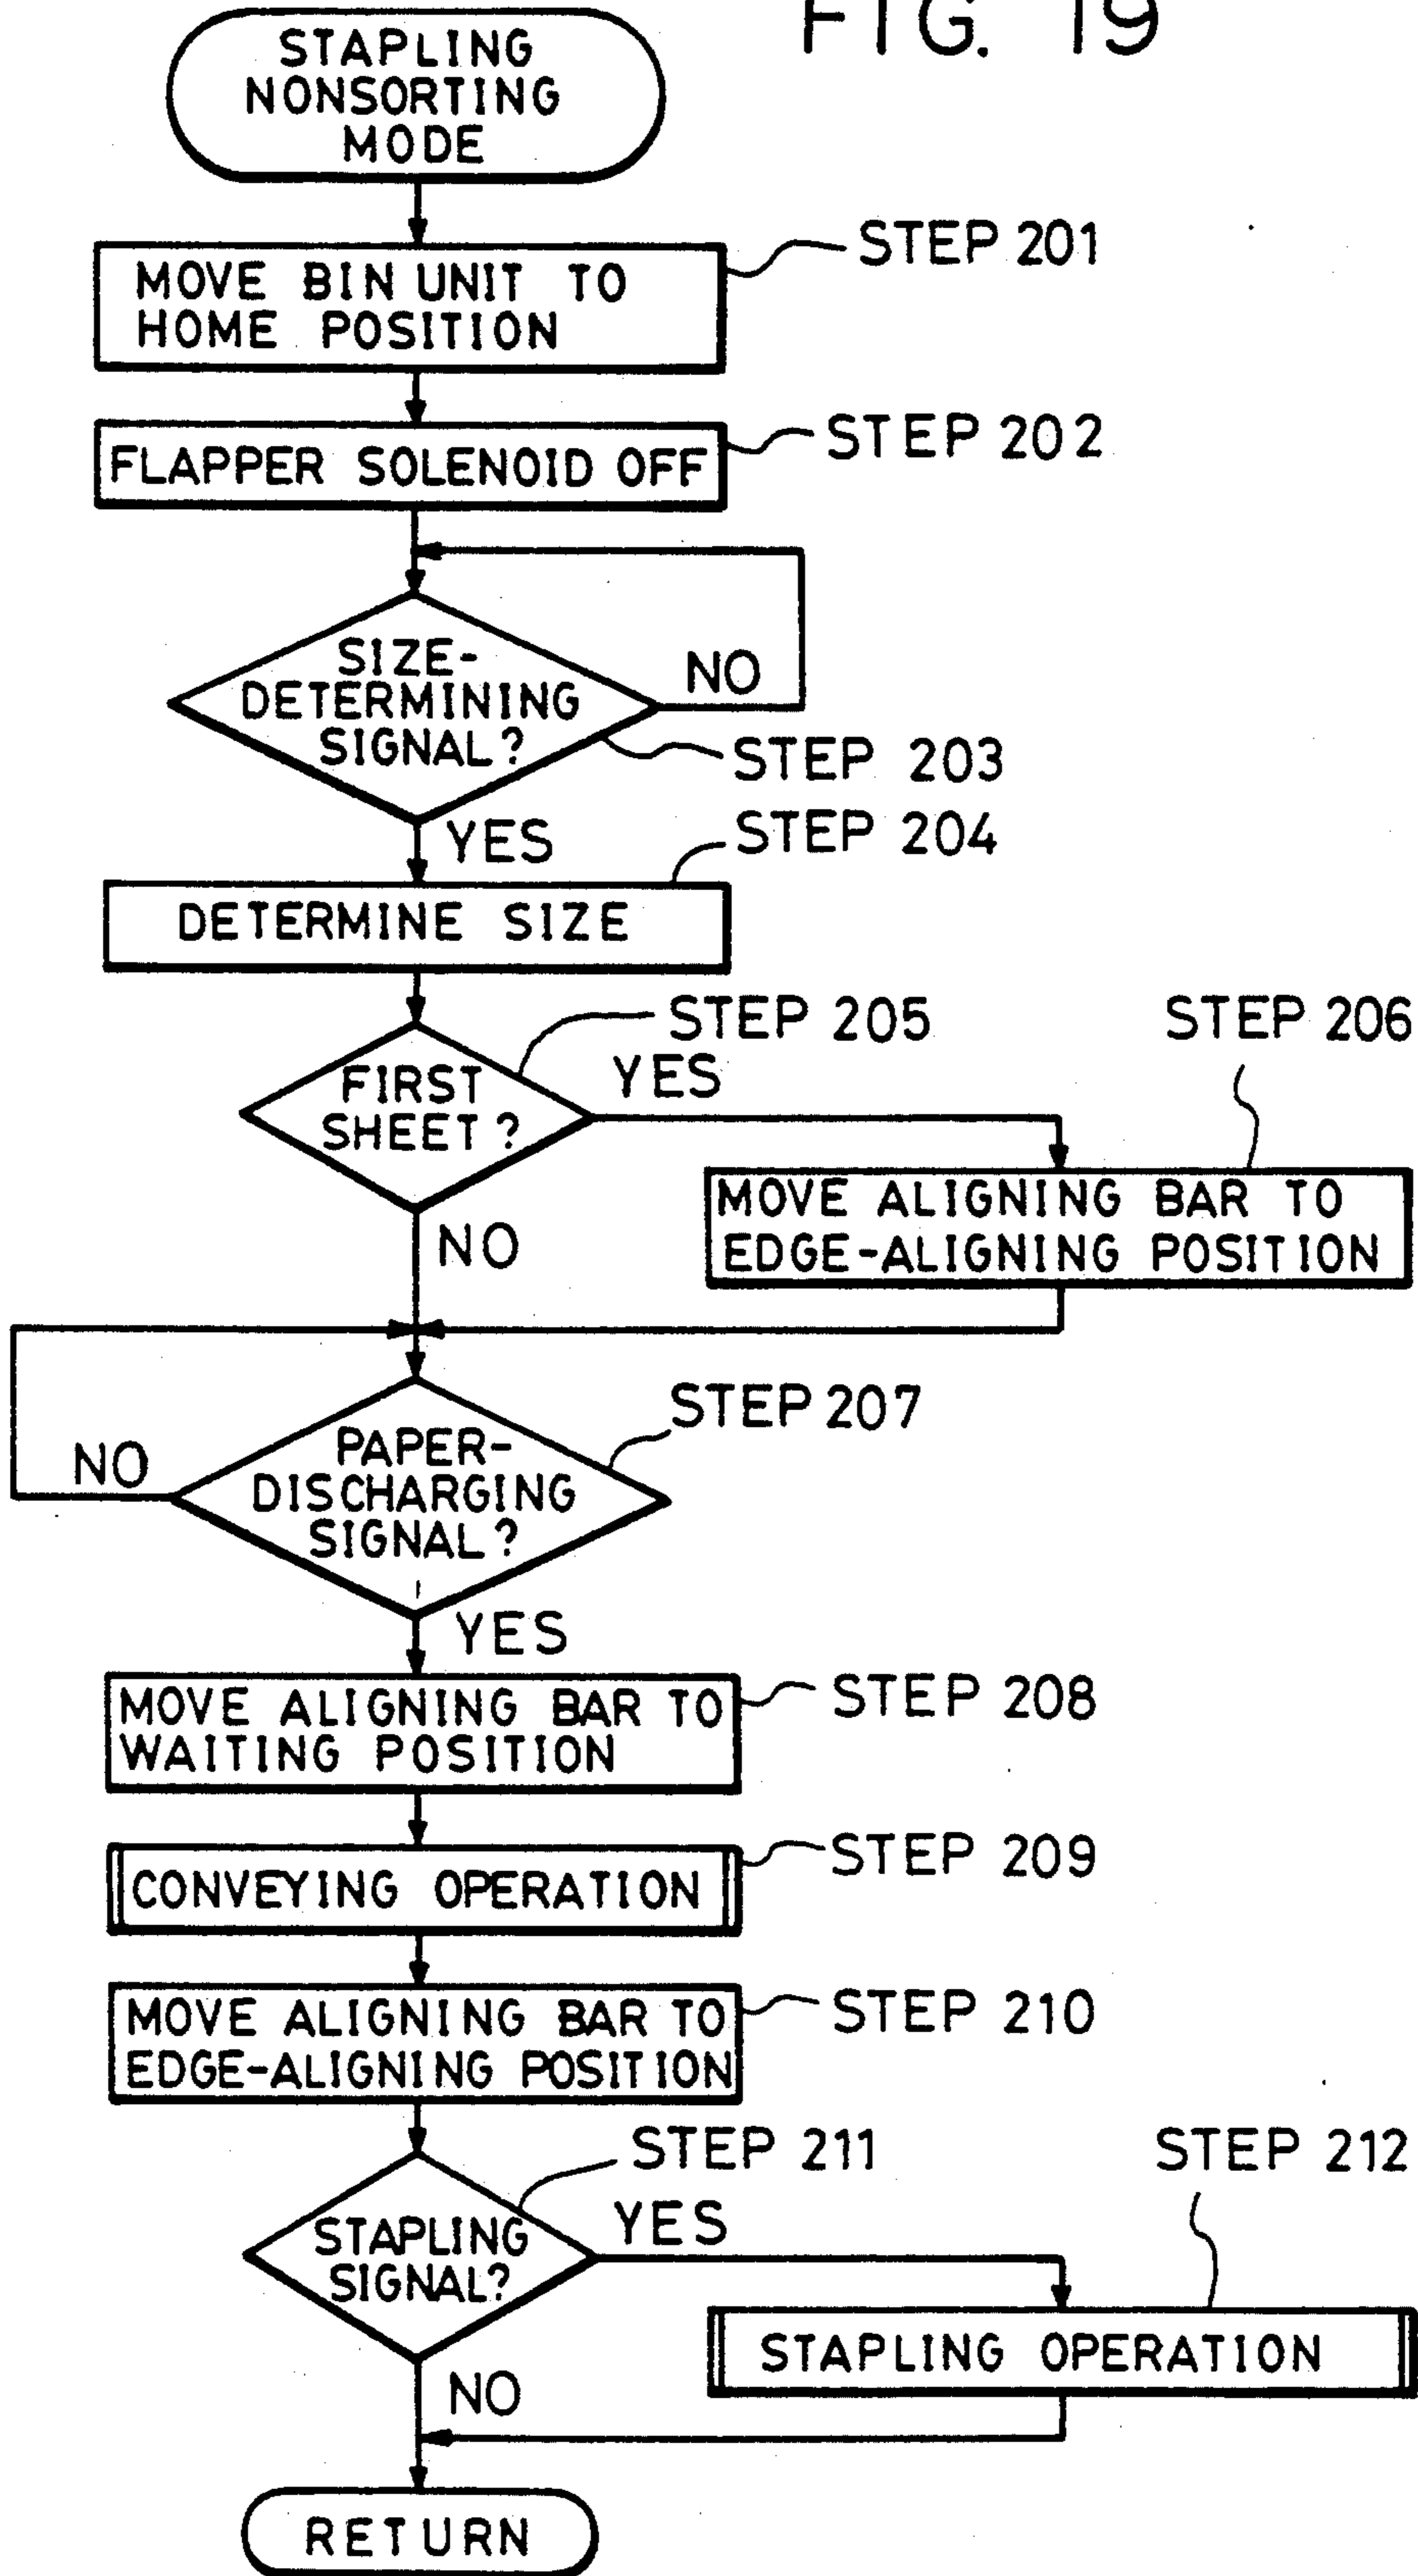 FIG. 19
STAPLING
NONSORTING
MODE
STEP 201
MOVE BIN UNIT TO
HOME POSITION
STEP 202
FLAPPER SOLENOID OFF
SIZE-
DETERMINING
SIGNAL?
NO
STEP 203
YES
STEP 204
DETERMINE SIZE
STEP 205
FIRST
SHEET?
YES
STEP 206
MOVE ALIGNING BAR TO
EDGE-ALIGNING POSITION
NO
STEP 207
PAPER-
DISCHARGING
SIGNAL?
NO
YES
STEP 208
MOVE ALIGNING BAR TO
WAITING POSITION
STEP 209
CONVEYING OPERATION
STEP 210
MOVE ALIGNING BAR TO
EDGE-ALIGNING POSITION
STEP 211
STAPLING
SIGNAL?
YES
STEP 212
STAPLING OPERATION
NO
RETURN